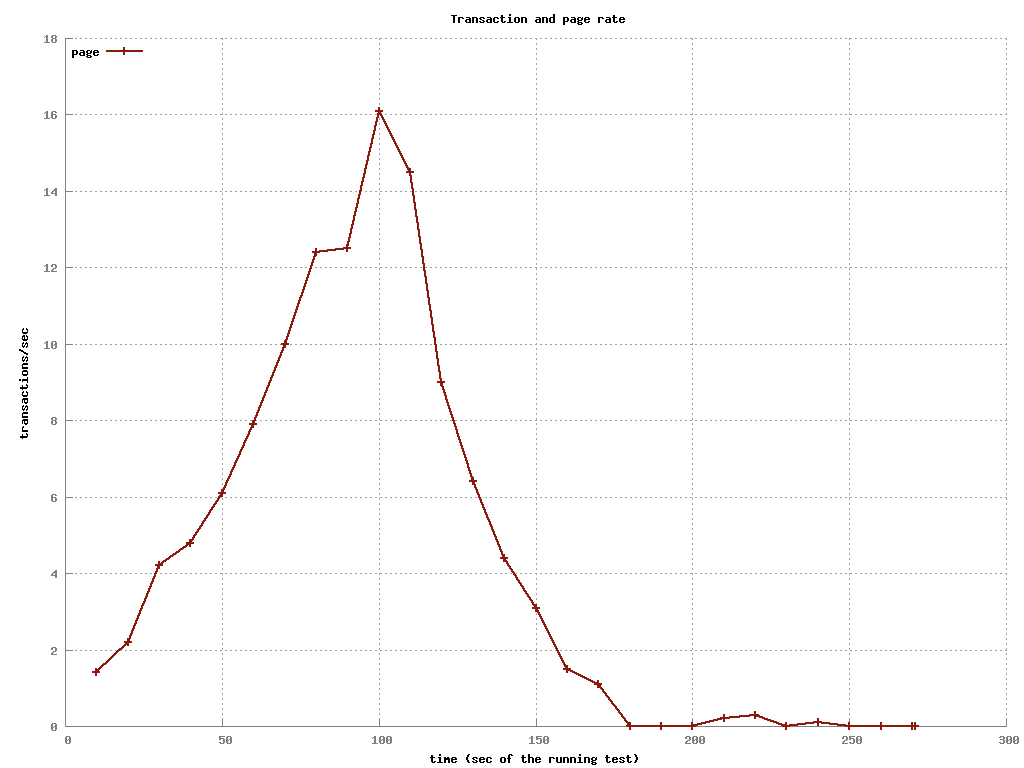 Transaction and page rate
page
18
16
14
12
10
8
6
4
2
0
0 50 100 150 200 250 300
transactions/sec
time (sec of the running test)